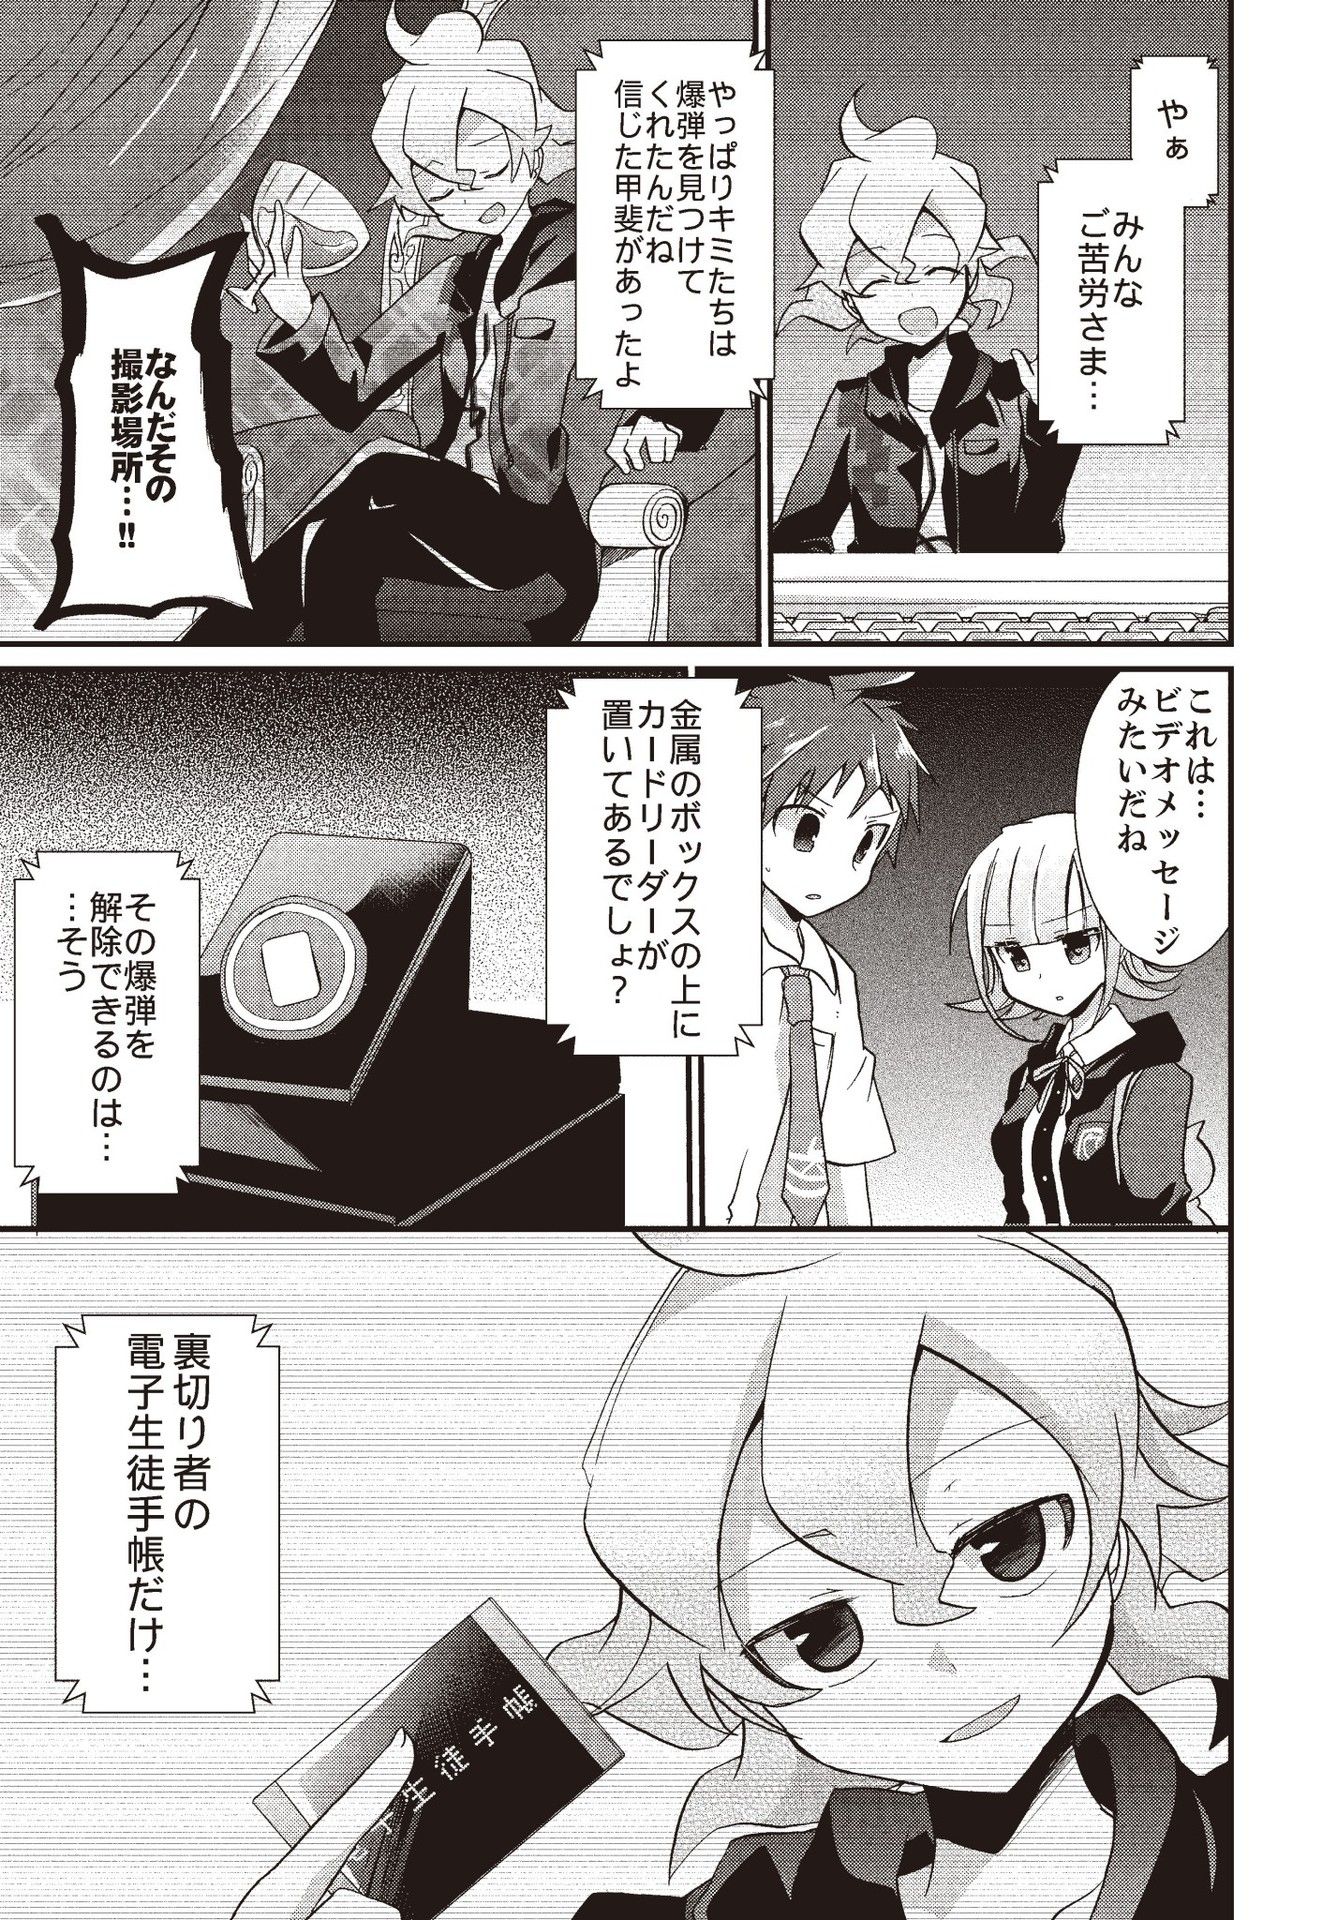 やぁ
みんな
ご苦労さま…
やっぱりキミたちは
爆弾を見つけて
くれたんだね
信じた甲斐があったよ
なんだその
撮影場所…!!
これは…
ビデオメッセージ
みたいだね
金属のボックスの上に
カードリーダーが
置いてあるでしょ？
その爆弾を
解除できるのは…
…そう
裏切り者の
電子生徒手帳だけ…
子生徒手帳